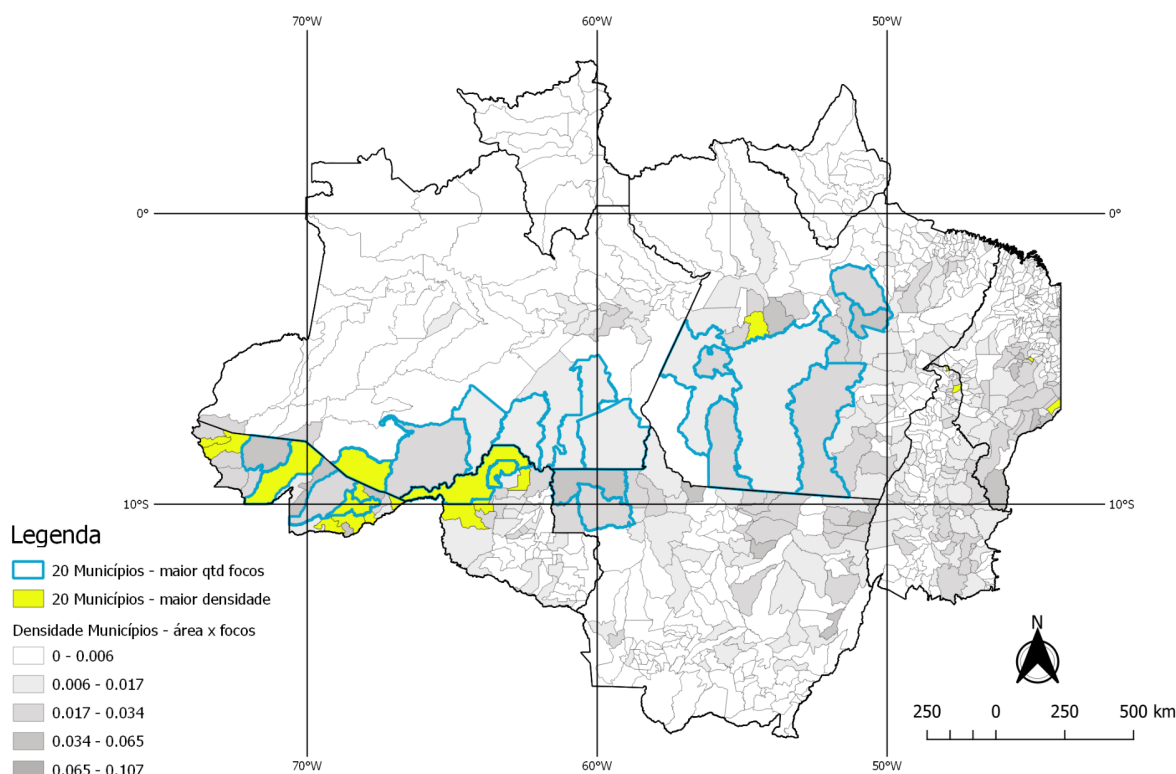 70°W 60°W 50°W
0° 0°
10°S 10°S
Legenda
20 Municípios - maior qtd focos
20 Municípios - maior densidade
Densidade Municípios - área x focos
0 - 0.006
0.006 - 0.017
0.017 - 0.034
0.034 - 0.065
0.065 - 0.107
N
250 0 250 500 km
70°W 60°W 50°W